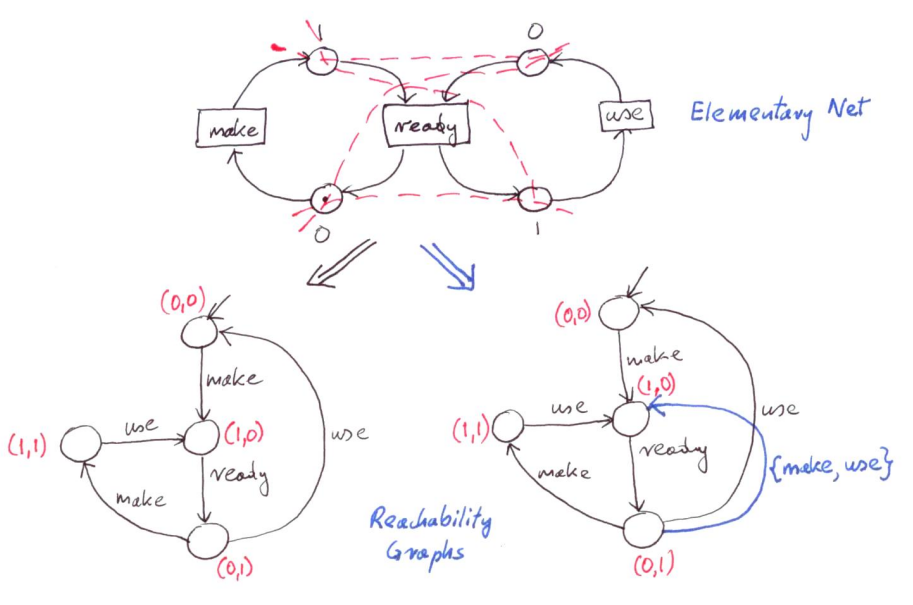 1
0
make
ready
use
Elementary Net
0
1
(0,0)
make
use
(1,1)
(1,0)
use
ready
make
(0,1)
Reachability
Graphs
(0,0)
make
(1,0)
use
use
(1,1)
ready
make
{make, use}
(0,1)